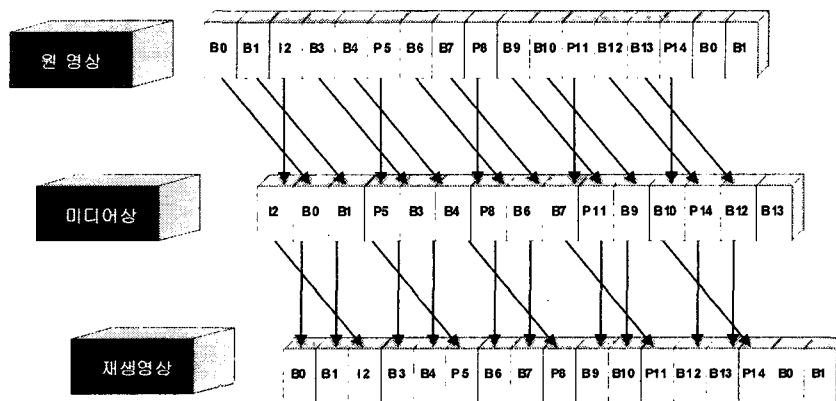 원 영상
B0 B1 I2 B3 B4 P5 B6 B7 P8 B9 B10 P11 B12 B13 P14 B0 B1
미디어상
I2 B0 B1 P5 B3 B4 P8 B6 B7 P11 B9 B10 P14 B12 B13
재생영상
B0 B1 I2 B3 B4 P5 B6 B7 P8 B9 B10 P11 B12 B13 P14 B0 B1